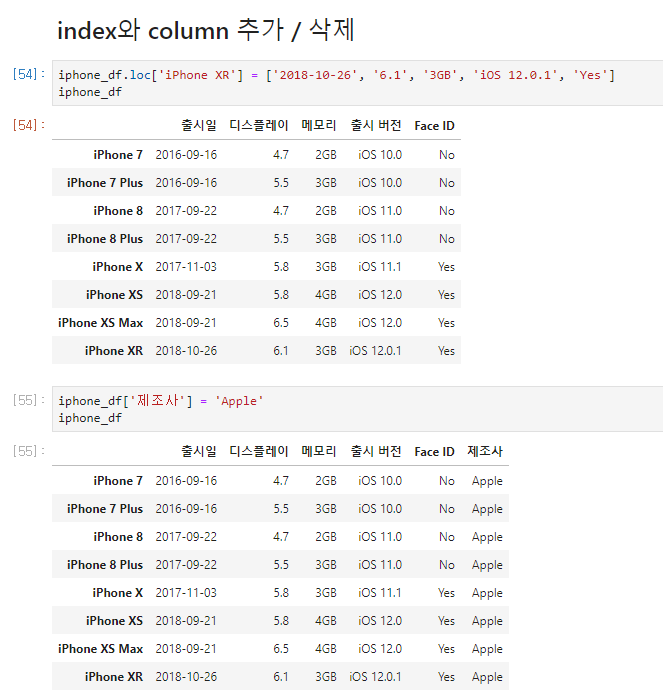 index와 column 추가 / 삭제
[54]: iphone_df.loc['iPhone XR'] = ['2018-10-26', '6.1', '3GB', 'iOS 12.0.1', 'Yes']
iphone_df
[54]: 출시일 디스플레이 메모리 출시 버전 Face ID
iPhone 7 2016-09-16 4.7 2GB iOS 10.0 No
iPhone 7 Plus 2016-09-16 5.5 3GB iOS 10.0 No
iPhone 8 2017-09-22 4.7 2GB iOS 11.0 No
iPhone 8 Plus 2017-09-22 5.5 3GB iOS 11.0 No
iPhone X 2017-11-03 5.8 3GB iOS 11.1 Yes
iPhone XS 2018-09-21 5.8 4GB iOS 12.0 Yes
iPhone XS Max 2018-09-21 6.5 4GB iOS 12.0 Yes
iPhone XR 2018-10-26 6.1 3GB iOS 12.0.1 Yes
[55]: iphone_df['제조사'] = 'Apple'
iphone_df
[55]: 출시일 디스플레이 메모리 출시 버전 Face ID 제조사
iPhone 7 2016-09-16 4.7 2GB iOS 10.0 No Apple
iPhone 7 Plus 2016-09-16 5.5 3GB iOS 10.0 No Apple
iPhone 8 2017-09-22 4.7 2GB iOS 11.0 No Apple
iPhone 8 Plus 2017-09-22 5.5 3GB iOS 11.0 No Apple
iPhone X 2017-11-03 5.8 3GB iOS 11.1 Yes Apple
iPhone XS 2018-09-21 5.8 4GB iOS 12.0 Yes Apple
iPhone XS Max 2018-09-21 6.5 4GB iOS 12.0 Yes Apple
iPhone XR 2018-10-26 6.1 3GB iOS 12.0.1 Yes Apple